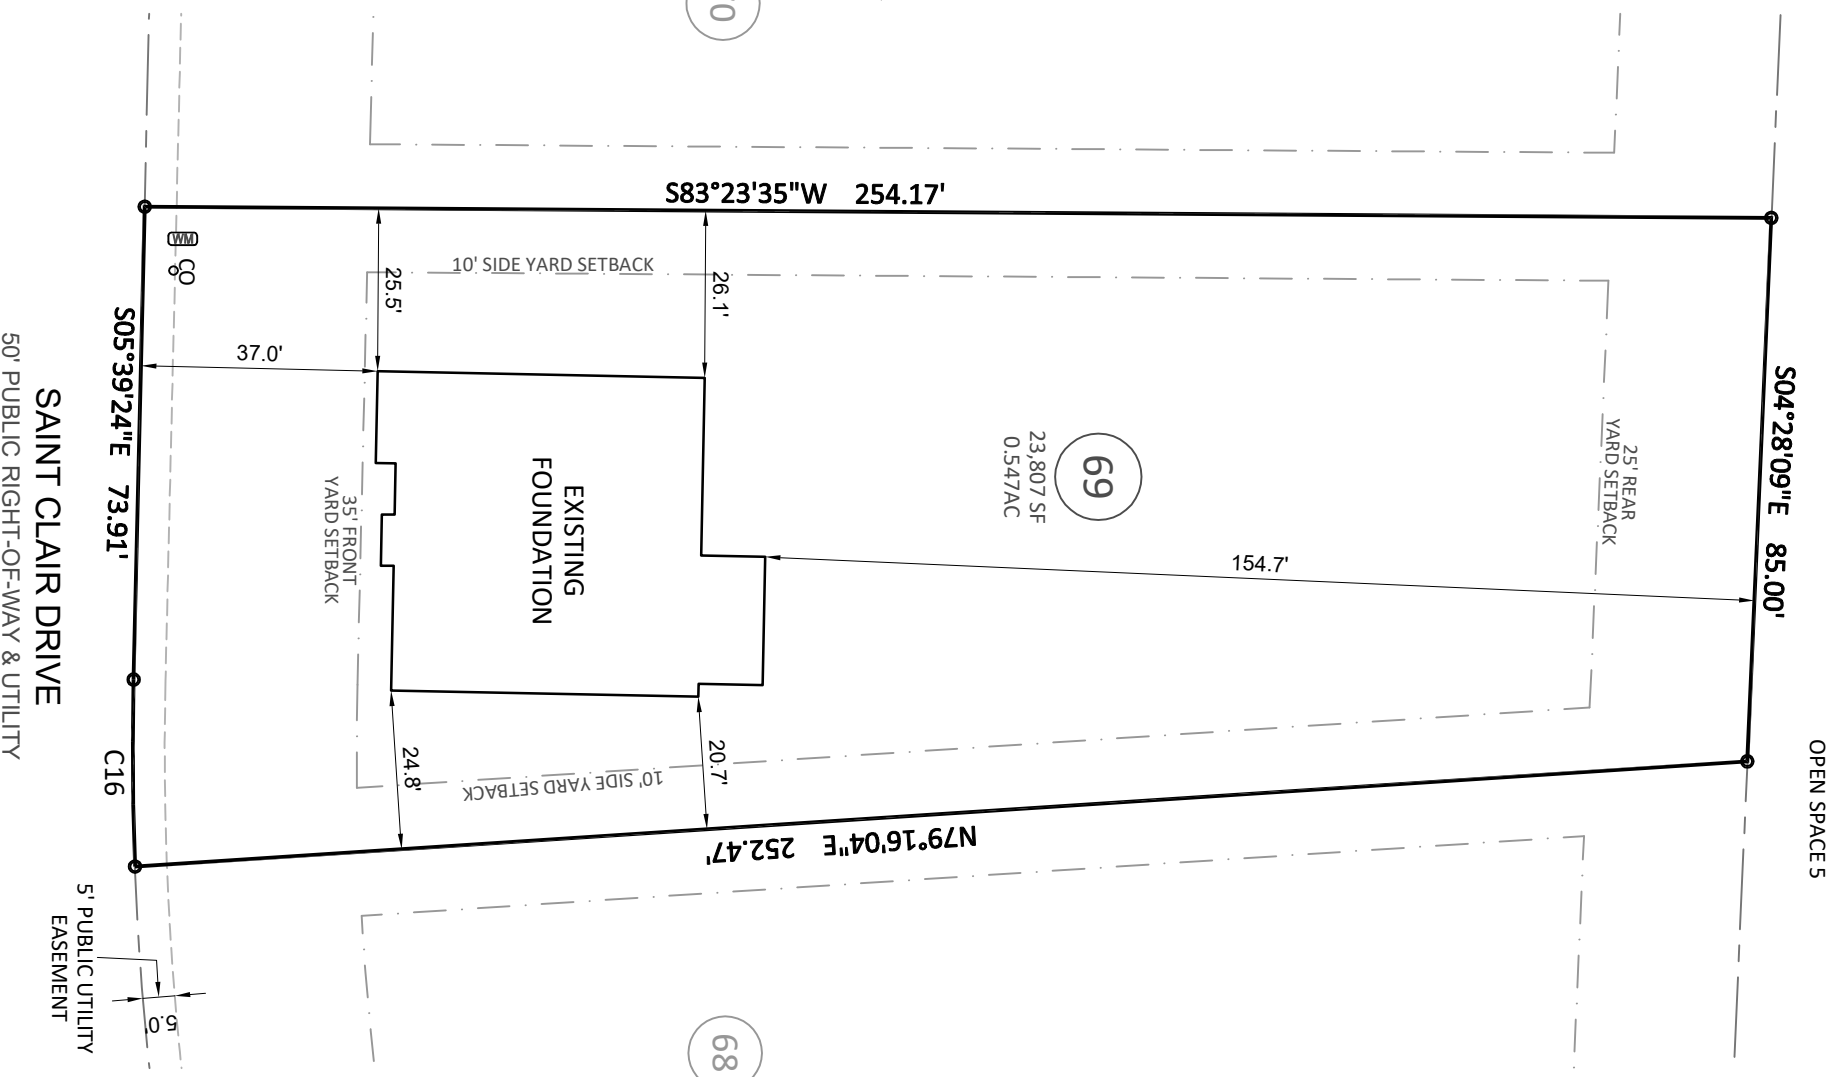 S83°23'35"W 254.17'
WM
CO
10' SIDE YARD SETBACK
25.5'
26.1'
37.0'
S05°39'24"E 73.91'
SAINT CLAIR DRIVE
50' PUBLIC RIGHT-OF-WAY & UTILITY
35' FRONT
YARD SETBACK
EXISTING
FOUNDATION
69
23,807 SF
0.547AC
25' REAR
YARD SETBACK
S04°28'09"E 85.00'
154.7'
OPEN SPACE 5
24.8'
20.7'
10' SIDE YARD SETBACK
N79°16'04"E 252.47'
C16
5' PUBLIC UTILITY
EASEMENT
5.0'
68